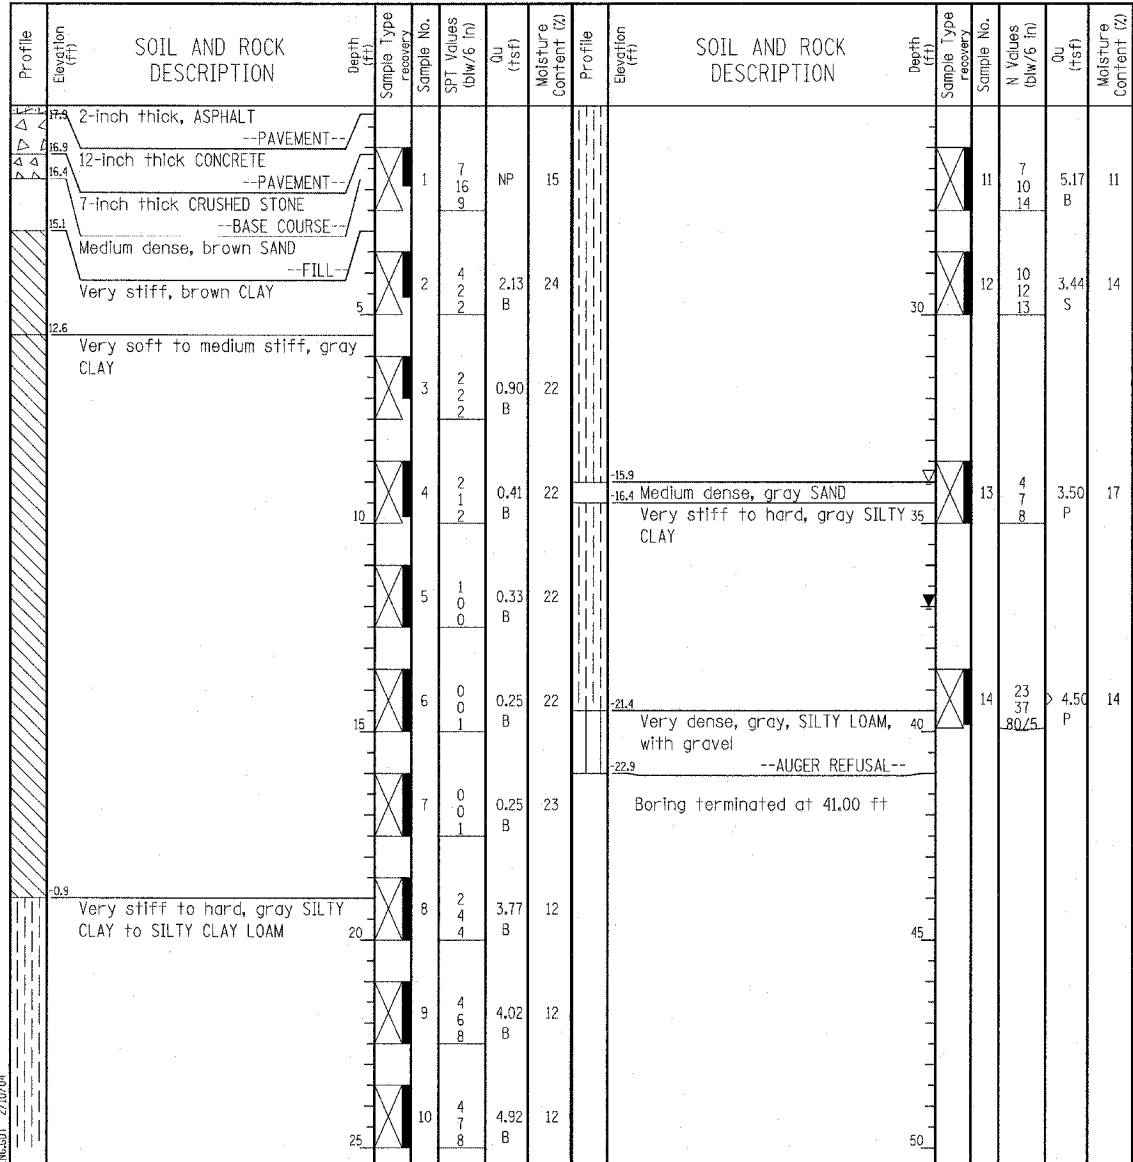 Profile
Elevation (ft)
SOIL AND ROCK DESCRIPTION
Depth (ft)
Sample Type recovery
Sample No.
SPT Values (blw/6 in)
Qu (tsf)
Moisture Content (%)
17.9 2-inch thick, ASPHALT
--PAVEMENT--
16.9 12-inch thick CONCRETE
--PAVEMENT--
1 7 16 9 NP 15
16.4 7-inch thick CRUSHED STONE
--BASE COURSE--
15.1 Medium dense, brown SAND
--FILL--
Very stiff, brown CLAY
2 4 2 2 2.13 B 24
5
12.6
Very soft to medium stiff, gray
CLAY
3 2 2 2 0.90 B 22
4 2 1 2 0.41 B 22
10
5 1 0 0 0.33 B 22
6 0 0 1 0.25 B 22
15
7 0 0 1 0.25 B 23
-0.9
Very stiff to hard, gray SILTY
CLAY to SILTY CLAY LOAM
8 2 4 4 3.77 B 12
20
9 4 6 8 4.02 B 12
10 4 7 8 4.92 B 12
25
2/10/04
Profile
Elevation (ft)
SOIL AND ROCK DESCRIPTION
Depth (ft)
Sample Type recovery
Sample No.
N Values (blw/6 in)
Qu (tsf)
Moisture Content (%)
11 7 10 14 5.17 B 11
12 10 12 13 3.44 S 14
30
-15.9
-16.4 Medium dense, gray SAND
13 4 7 8 3.50 P 17
Very stiff to hard, gray SILTY 35
CLAY
14 23 37 80/5 > 4.50 P 14
-21.4
Very dense, gray, SILTY LOAM, 40
with gravel
-22.9 --AUGER REFUSAL--
Boring terminated at 41.00 ft
45
50